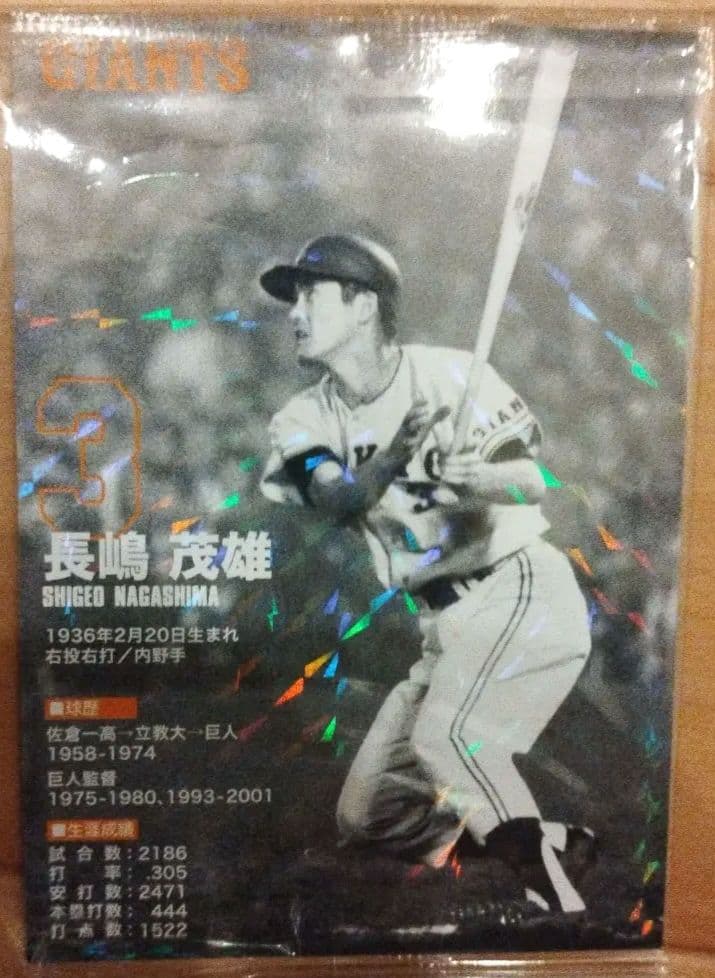 GIANTS
3
長嶋 茂雄
SHIGEO NAGASHIMA
1936年2月20日生まれ
右投右打/内野手
■球歴
佐倉一高→立教大→巨人
1958-1974
巨人監督
1975-1980、1993-2001
■生涯成績
試合数:2186
打率:.305
安打数:2471
本塁打数:444
打点数:1522
GIAN
3